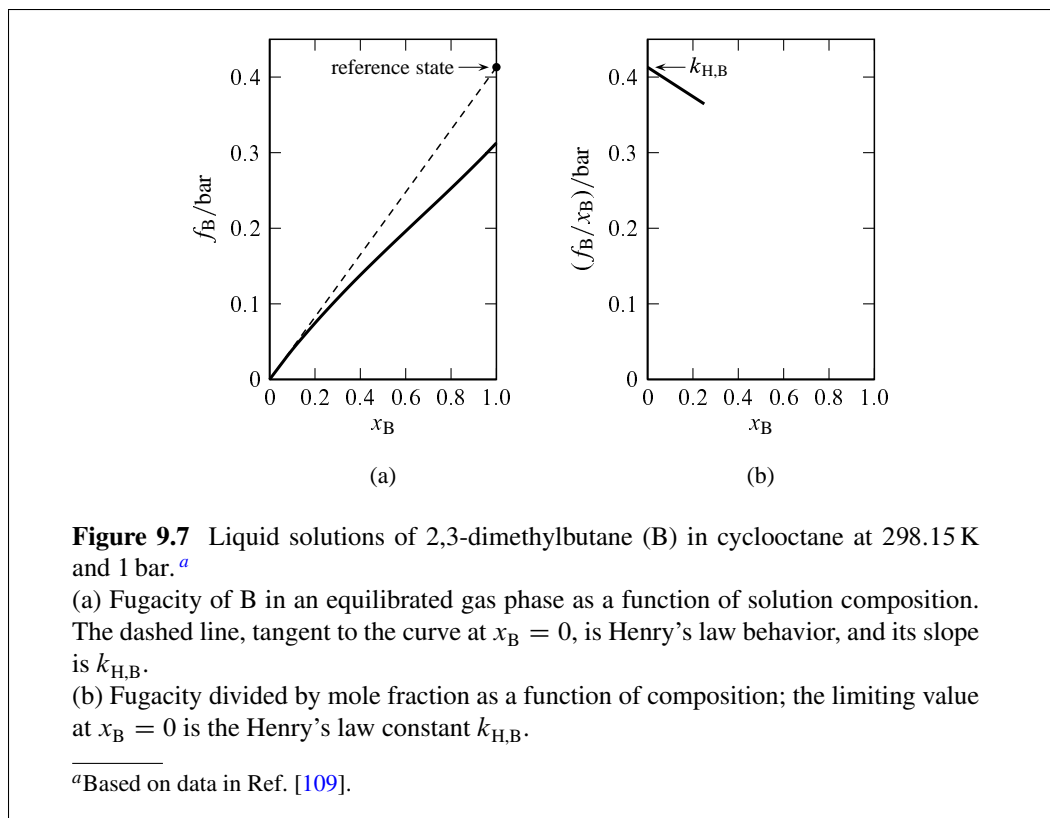 reference state
0.4
0.3
0.2
0.1
0
f_B/bar
0 0.2 0.4 0.6 0.8 1.0
x_B
(a)
k_H,B
0.4
0.3
0.2
0.1
0
(f_B/x_B)/bar
0 0.2 0.4 0.6 0.8 1.0
x_B
(b)
Figure 9.7 Liquid solutions of 2,3-dimethylbutane (B) in cyclooctane at 298.15 K
and 1 bar. a
(a) Fugacity of B in an equilibrated gas phase as a function of solution composition.
The dashed line, tangent to the curve at x_B = 0, is Henry's law behavior, and its slope
is k_H,B.
(b) Fugacity divided by mole fraction as a function of composition; the limiting value
at x_B = 0 is the Henry's law constant k_H,B.
aBased on data in Ref. [109].